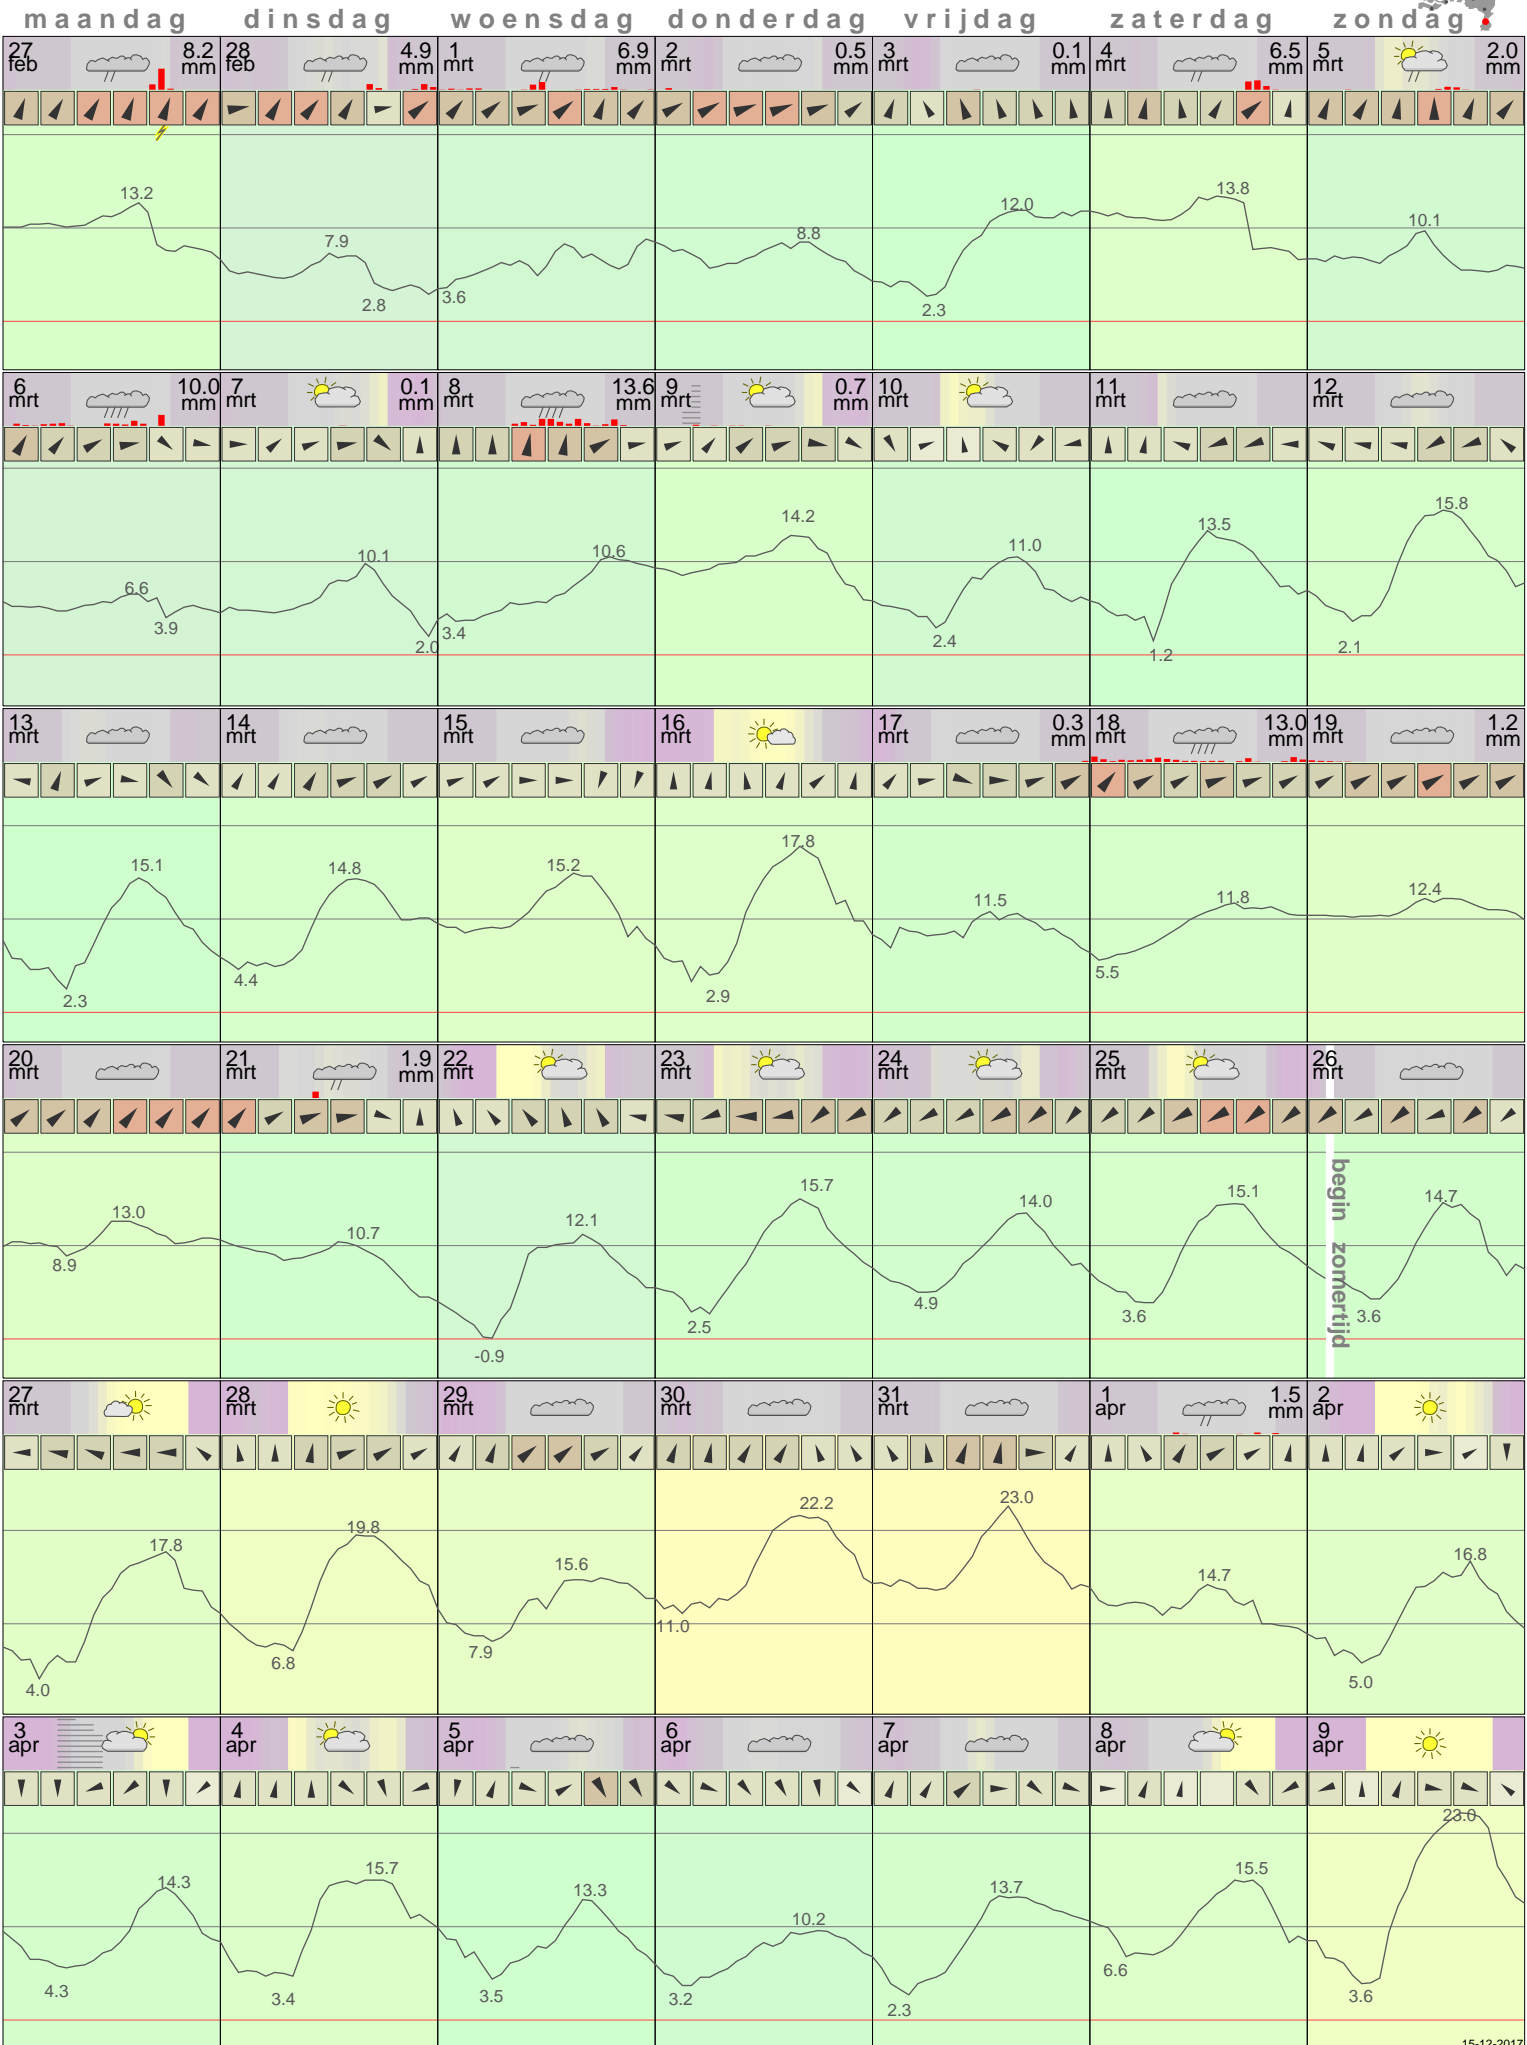 maandag dinsdag woensdag donderdag vrijdag zaterdag zondag
27 feb 8.2 mm 28 feb 4.9 mm 1 mrt 6.9 mm 2 mrt 0.5 mm 3 mrt 0.1 mm 4 mrt 6.5 mm 5 mrt 2.0 mm
13.2 7.9 2.8 3.6 8.8 2.3 12.0 13.8 10.1
6 mrt 10.0 mm 7 mrt 0.1 mm 8 mrt 13.6 mm 9 mrt 0.7 mm 10 mrt 11 mrt 12 mrt
6.6 3.9 10.1 2.0 3.4 10.6 14.2 2.4 11.0 1.2 13.5 2.1 15.8
13 mrt 14 mrt 15 mrt 16 mrt 17 mrt 0.3 mm 18 mrt 13.0 mm 19 mrt 1.2 mm
2.3 15.1 4.4 14.8 15.2 2.9 17.8 11.5 5.5 11.8 12.4
20 mrt 21 mrt 1.9 mm 22 mrt 23 mrt 24 mrt 25 mrt 26 mrt
8.9 13.0 10.7 -0.9 12.1 2.5 15.7 4.9 14.0 3.6 15.1 3.6 14.7
begin zomertijd
27 mrt 28 mrt 29 mrt 30 mrt 31 mrt 1 apr 1.5 mm 2 apr
4.0 17.8 6.8 19.8 7.9 15.6 11.0 22.2 23.0 14.7 5.0 16.8
3 apr 4 apr 5 apr 6 apr 7 apr 8 apr 9 apr
4.3 14.3 3.4 15.7 3.5 13.3 3.2 10.2 2.3 13.7 6.6 15.5 3.6 23.0
15-12-2017